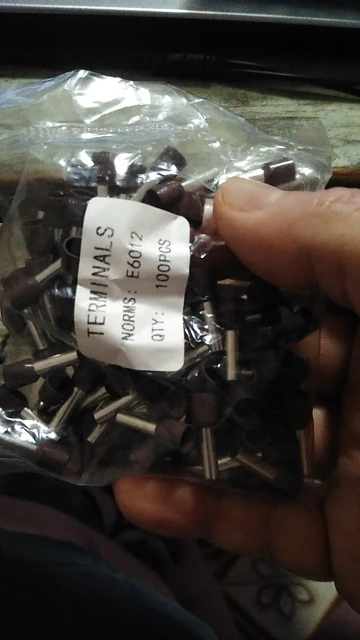 TERMINALS
NORMS: E6012
QTY: 100PCS